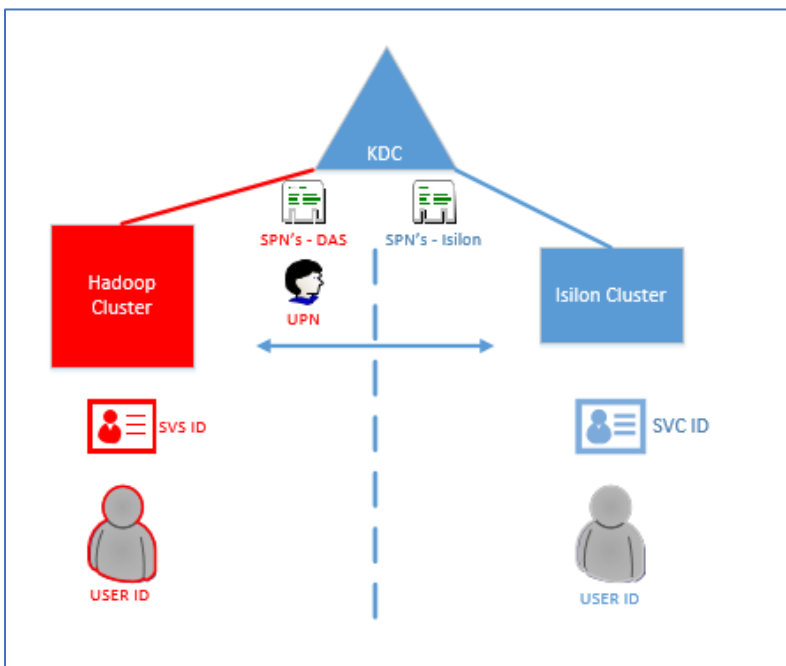 KDC
SPN's - DAS
SPN's - Isilon
Hadoop
Cluster
UPN
Isilon Cluster
SVS ID
SVC ID
USER ID
USER ID